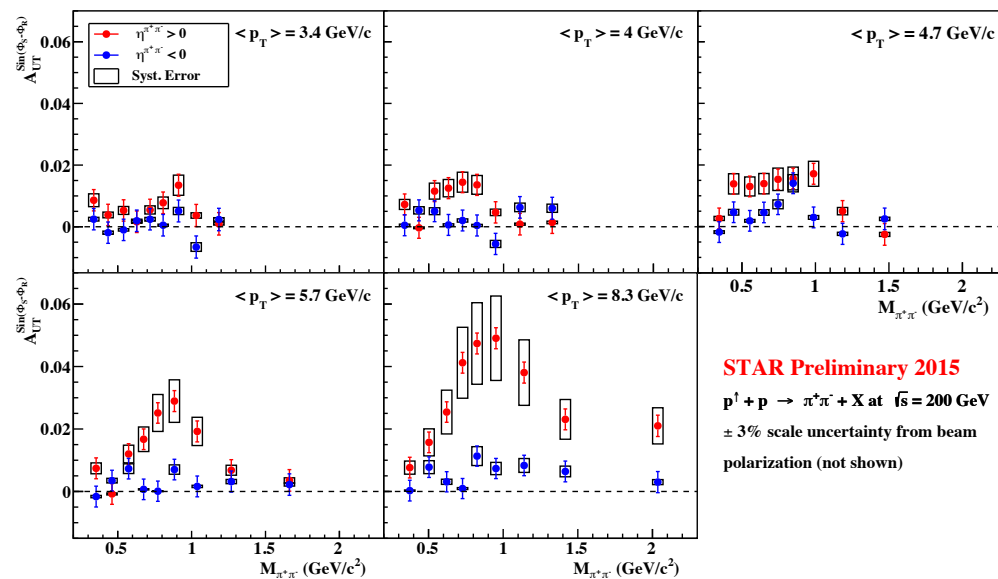 A_UT^Sin(Φ_S-Φ_R)
0.06
0.04
0.02
0
η^π⁺π⁻ > 0
η^π⁺π⁻ < 0
Syst. Error
< p_T > = 3.4 GeV/c
< p_T > = 4 GeV/c
< p_T > = 4.7 GeV/c
0.5 1 1.5 2
M_π⁺π⁻ (GeV/c²)
A_UT^Sin(Φ_S-Φ_R)
0.06
0.04
0.02
0
< p_T > = 5.7 GeV/c
< p_T > = 8.3 GeV/c
0.5 1 1.5 2
M_π⁺π⁻ (GeV/c²)
0.5 1 1.5 2
M_π⁺π⁻ (GeV/c²)
STAR Preliminary 2015
p↑ + p → π⁺π⁻ + X at √s = 200 GeV
± 3% scale uncertainty from beam
polarization (not shown)